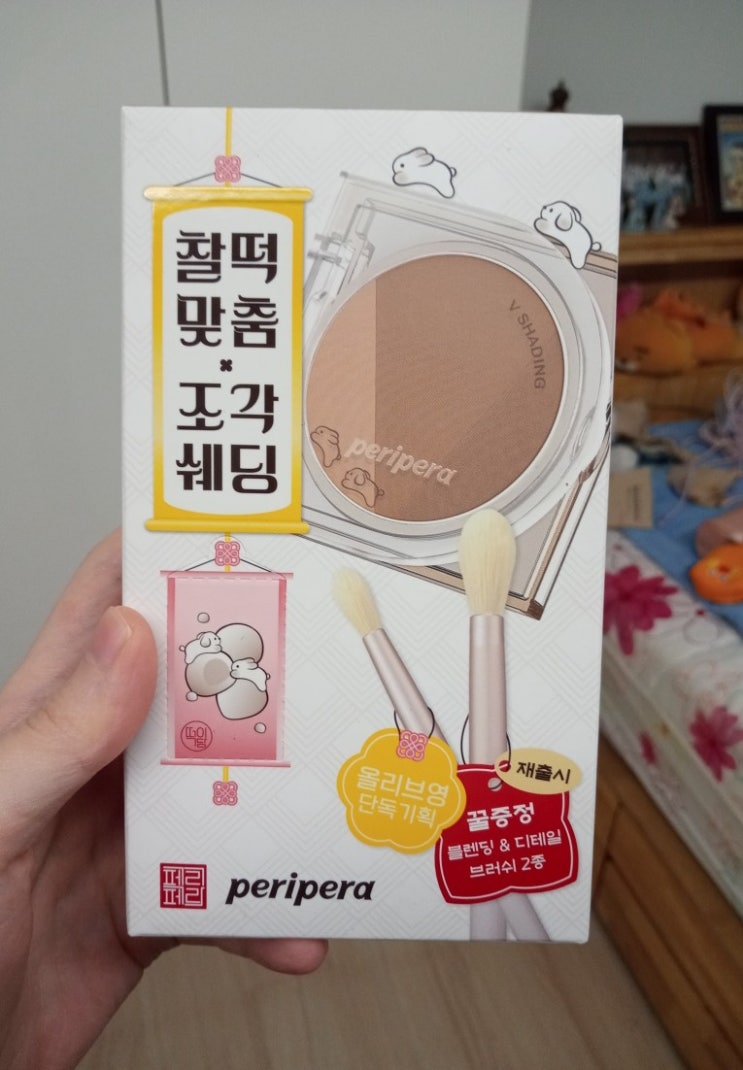 찰떡
맞춤
×
조각
쉐딩
V SHADING
peripera
떡이담
올리브영
단독기획
재출시
꿀증정
블렌딩 & 디테일
브러쉬 2종
페리
페라
peripera